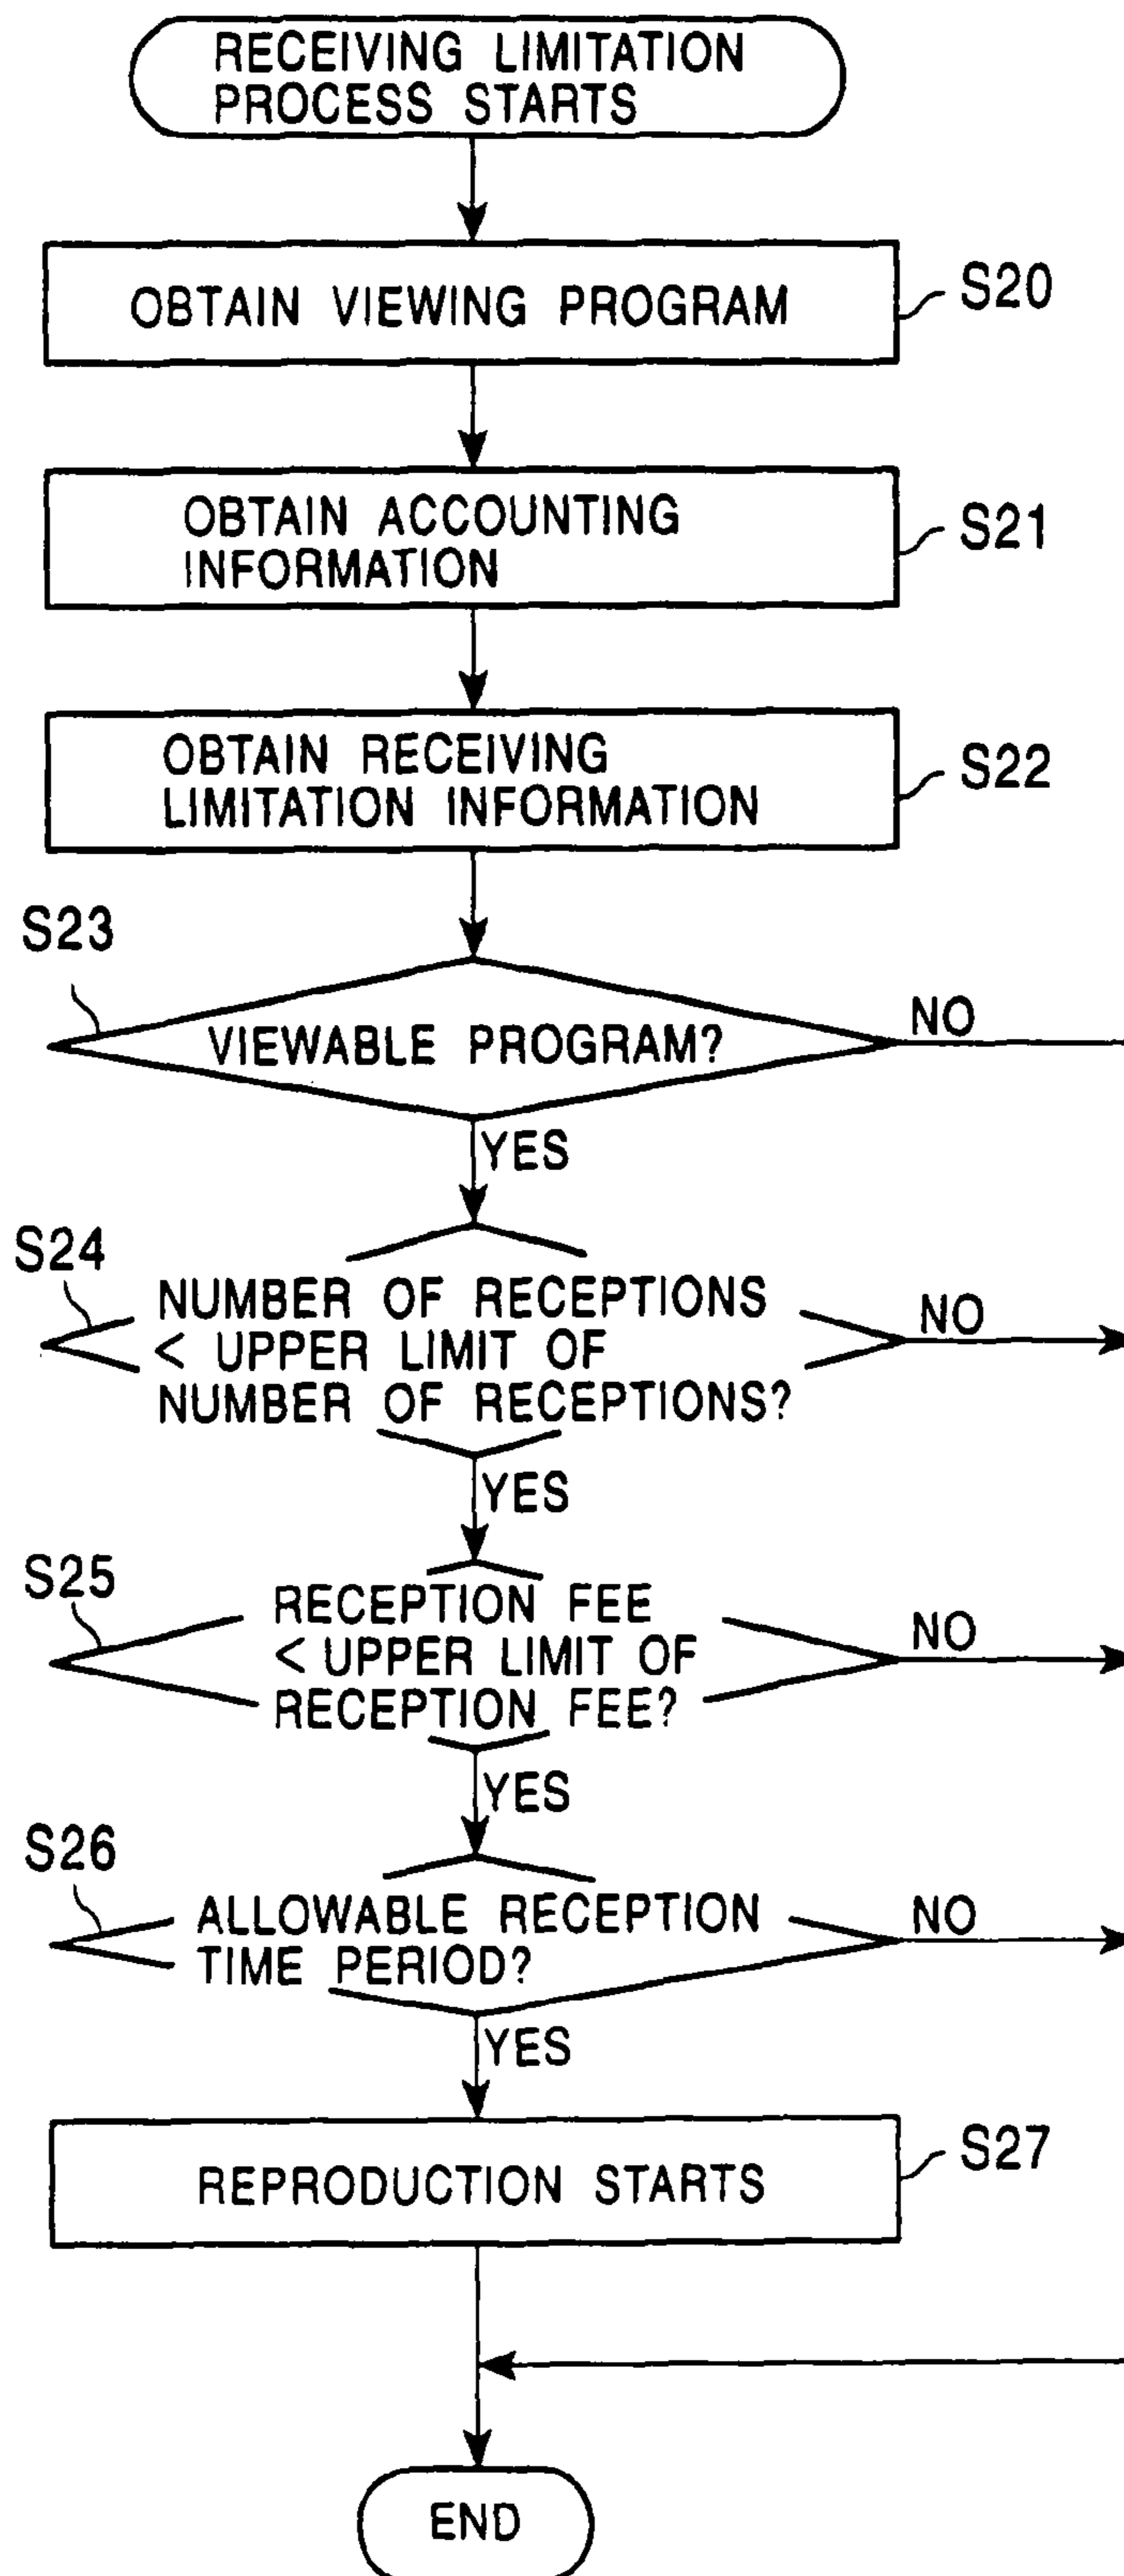 RECEIVING LIMITATION
PROCESS STARTS
OBTAIN VIEWING PROGRAM
S20
OBTAIN ACCOUNTING
INFORMATION
S21
OBTAIN RECEIVING
LIMITATION INFORMATION
S22
S23
VIEWABLE PROGRAM?
NO
YES
S24
NUMBER OF RECEPTIONS
< UPPER LIMIT OF
NUMBER OF RECEPTIONS?
NO
YES
S25
RECEPTION FEE
< UPPER LIMIT OF
RECEPTION FEE?
NO
YES
S26
ALLOWABLE RECEPTION
TIME PERIOD?
NO
YES
REPRODUCTION STARTS
S27
END